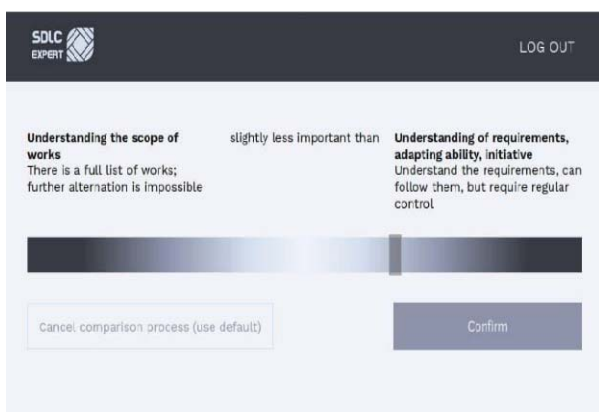 SDLC
EXPERT
LOG OUT
Understanding the scope of
works
There is a full list of works;
further alternation is impossible
slightly less important than
Understanding of requirements,
adapting ability, initiative
Understand the requirements, can
follow them, but require regular
control
Cancel comparison process (use default)
Confirm